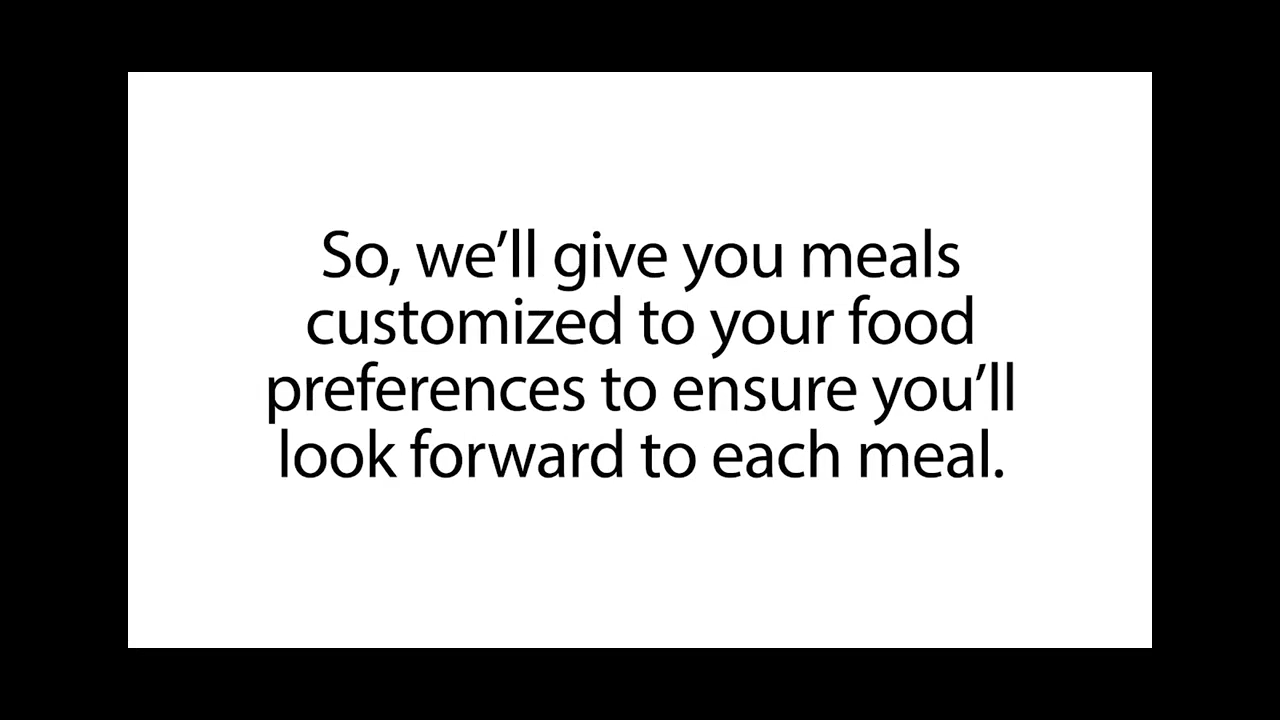 So, we’ll give you meals
customized to your food
preferences to ensure you’ll
look forward to each meal.